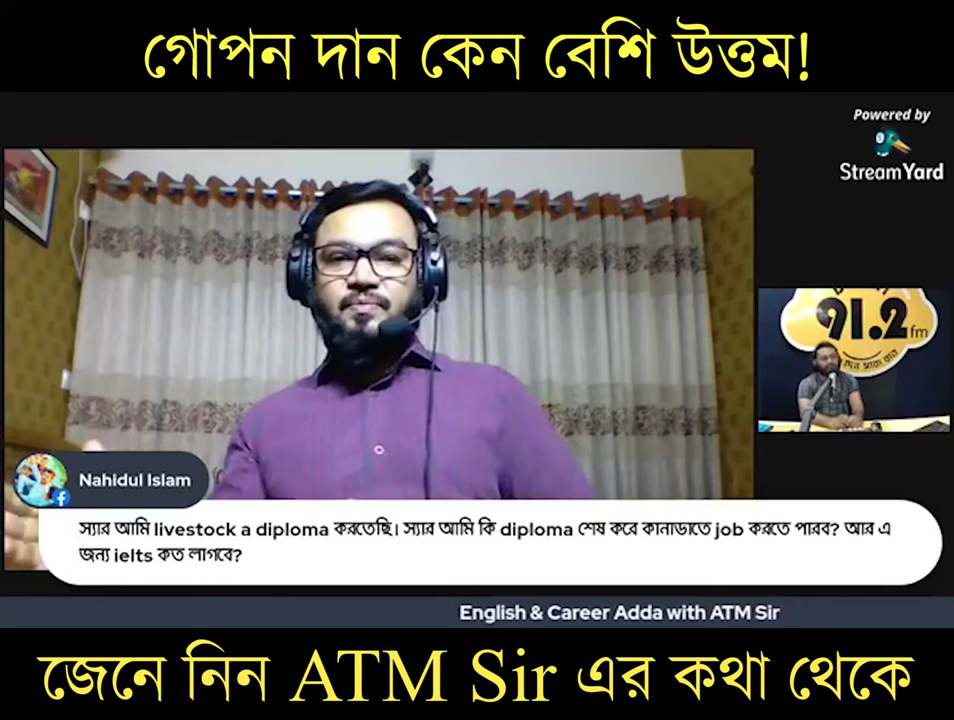 গোপন দান কেন বেশি উত্তম!
Powered by
StreamYard
91.2 fm
Nahidul Islam
স্যার আমি livestock a diploma করতেছি। স্যার আমি কি diploma শেষ করে কানাডাতে job করতে পারব? আর এ
জন্য ielts কত লাগবে?
English & Career Adda with ATM Sir
জেনে নিন ATM Sir এর কথা থেকে